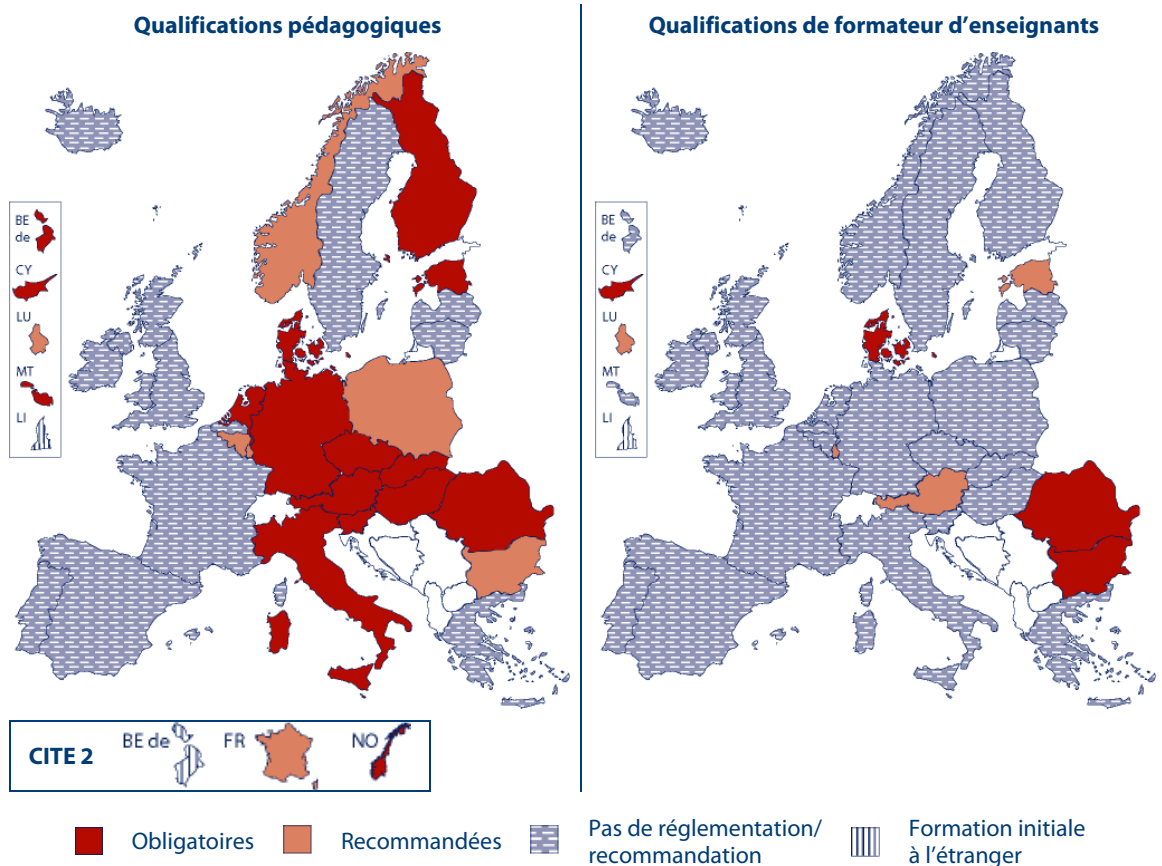 Qualifications pédagogiques
Qualifications de formateur d’enseignants
BE
de
CY
LU
MT
LI
BE
de
CY
LU
MT
LI
CITE 2
BE de
FR
NO
Obligatoires
Recommandées
Pas de réglementation/
recommandation
Formation initiale
à l’étranger